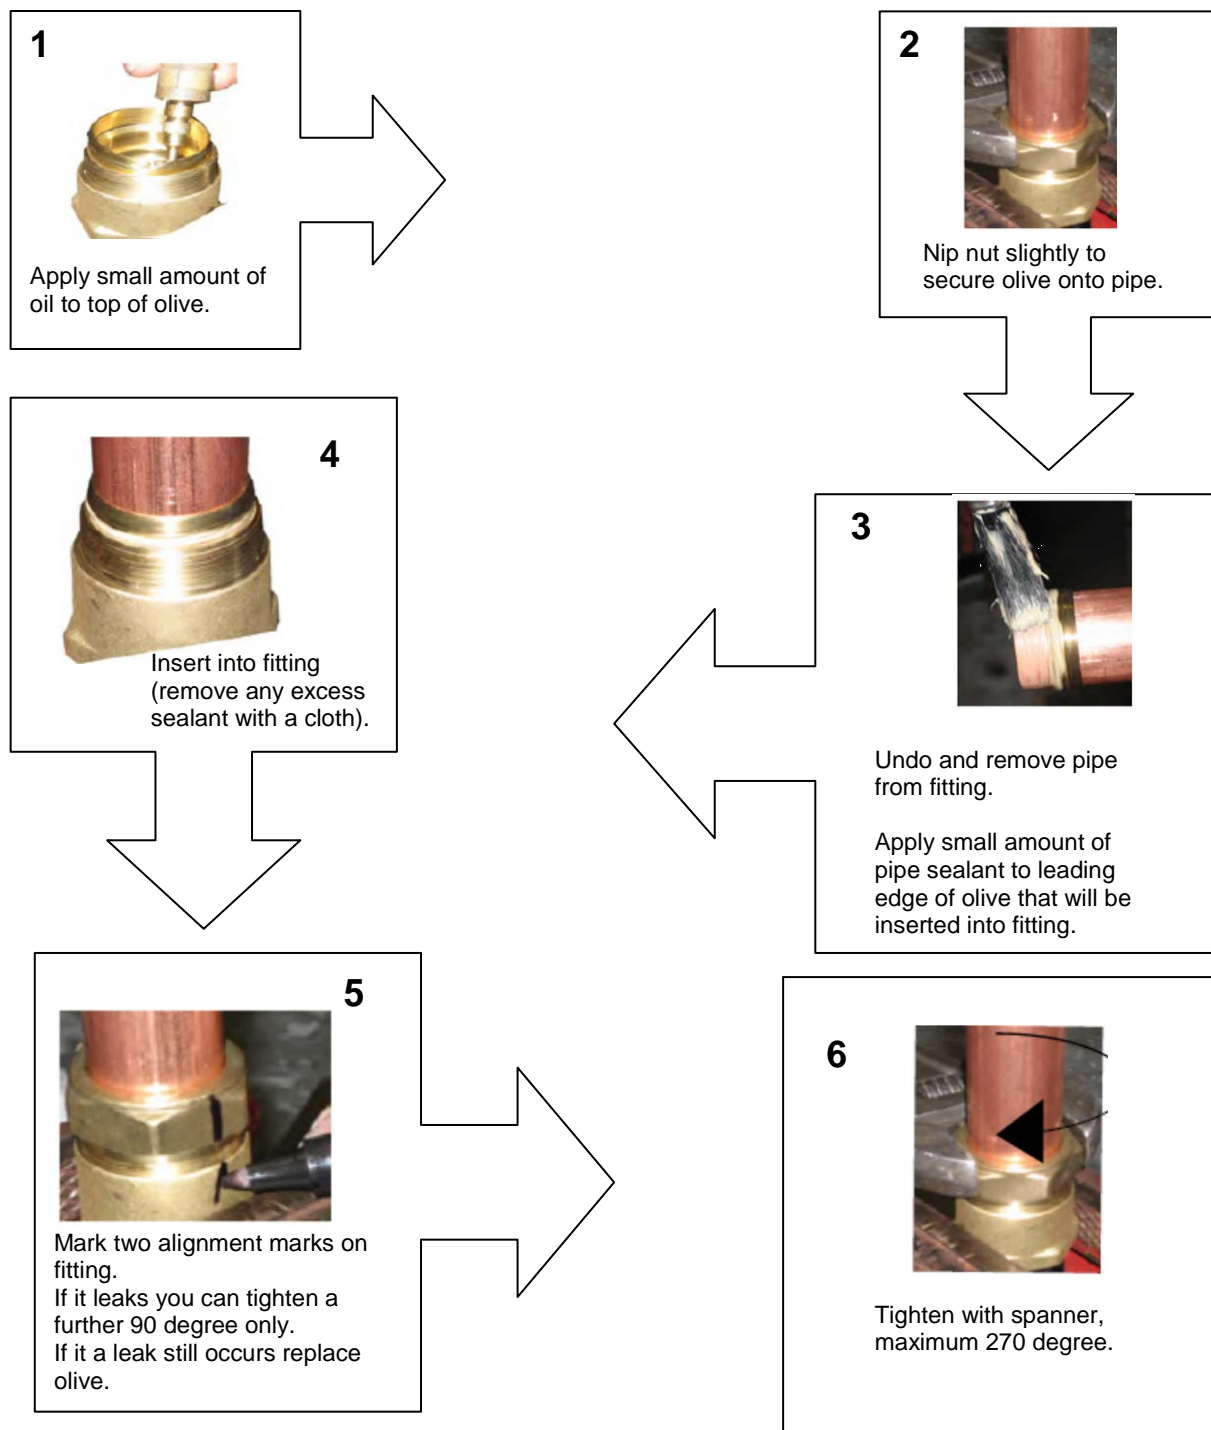 1
Apply small amount of
oil to top of olive.
2
Nip nut slightly to
secure olive onto pipe.
3
Undo and remove pipe
from fitting.
Apply small amount of
pipe sealant to leading
edge of olive that will be
inserted into fitting.
4
Insert into fitting
(remove any excess
sealant with a cloth).
5
Mark two alignment marks on
fitting.
If it leaks you can tighten a
further 90 degree only.
If it a leak still occurs replace
olive.
6
Tighten with spanner,
maximum 270 degree.